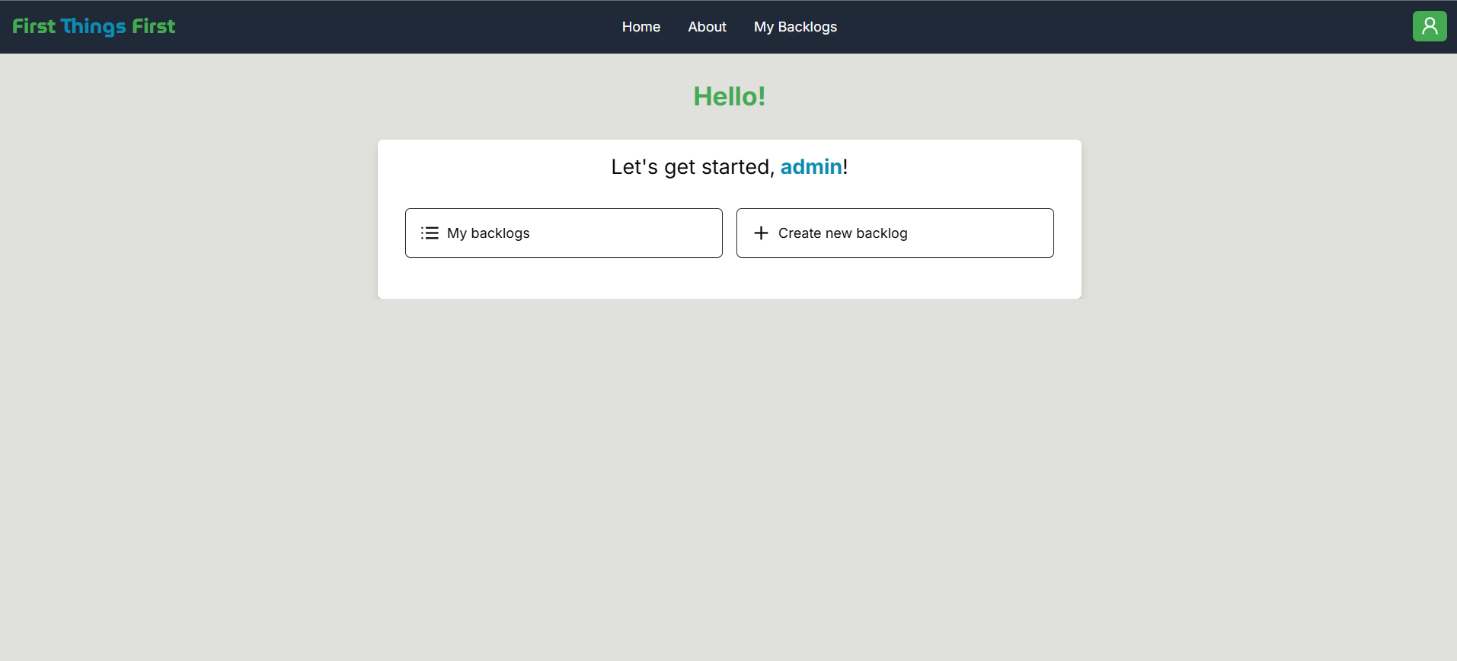 First Things First
Home About My Backlogs
Hello!
Let's get started, admin!
My backlogs
Create new backlog